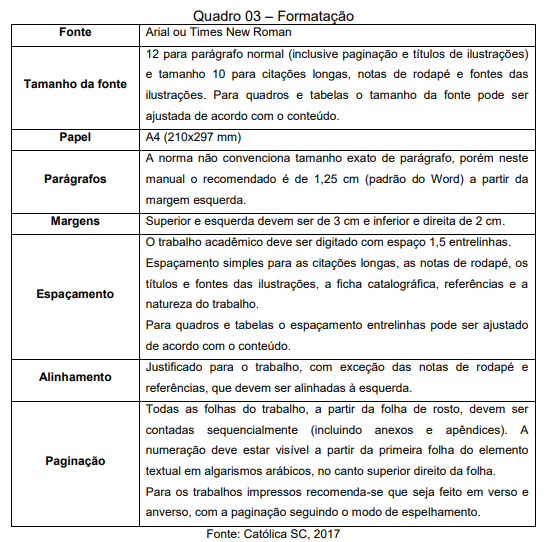 Quadro 03 – Formatação
Fonte
Arial ou Times New Roman
Tamanho da fonte
12 para parágrafo normal (inclusive paginação e títulos de ilustrações)
e tamanho 10 para citações longas, notas de rodapé e fontes das
ilustrações. Para quadros e tabelas o tamanho da fonte pode ser
ajustada de acordo com o conteúdo.
Papel
A4 (210x297 mm)
Parágrafos
A norma não convenciona tamanho exato de parágrafo, porém neste
manual o recomendado é de 1,25 cm (padrão do Word) a partir da
margem esquerda.
Margens
Superior e esquerda devem ser de 3 cm e inferior e direita de 2 cm.
Espaçamento
O trabalho acadêmico deve ser digitado com espaço 1,5 entrelinhas.
Espaçamento simples para as citações longas, as notas de rodapé, os
títulos e fontes das ilustrações, a ficha catalográfica, referências e a
natureza do trabalho.
Para quadros e tabelas o espaçamento entrelinhas pode ser ajustado
de acordo com o conteúdo.
Alinhamento
Justificado para o trabalho, com exceção das notas de rodapé e
referências, que devem ser alinhadas à esquerda.
Paginação
Todas as folhas do trabalho, a partir da folha de rosto, devem ser
contadas sequencialmente (incluindo anexos e apêndices). A
numeração deve estar visível a partir da primeira folha do elemento
textual em algarismos arábicos, no canto superior direito da folha.
Para os trabalhos impressos recomenda-se que seja feito em verso e
anverso, com a paginação seguindo o modo de espelhamento.
Fonte: Católica SC, 2017